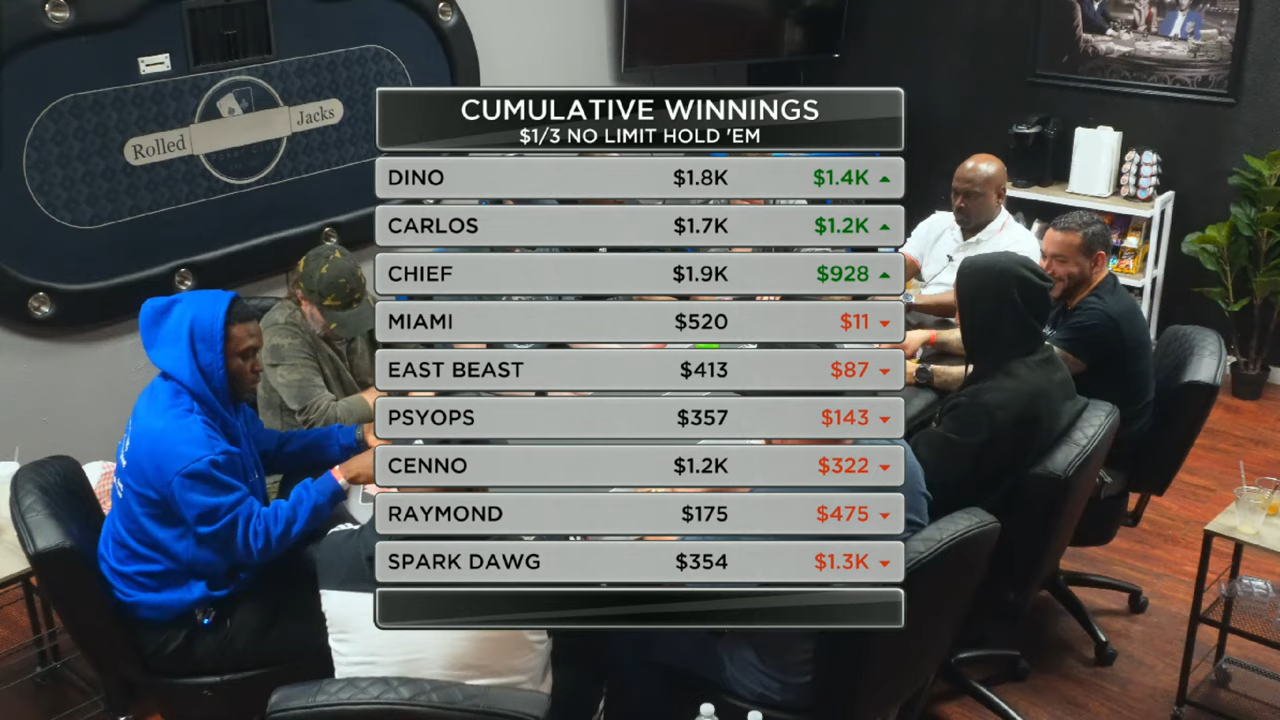 Rolled Jacks
CUMULATIVE WINNINGS
$1/3 NO LIMIT HOLD 'EM
DINO $1.8K $1.4K
CARLOS $1.7K $1.2K
CHIEF $1.9K $928
MIAMI $520 $11
EAST BEAST $413 $87
PSYOPS $357 $143
CENNO $1.2K $322
RAYMOND $175 $475
SPARK DAWG $354 $1.3K